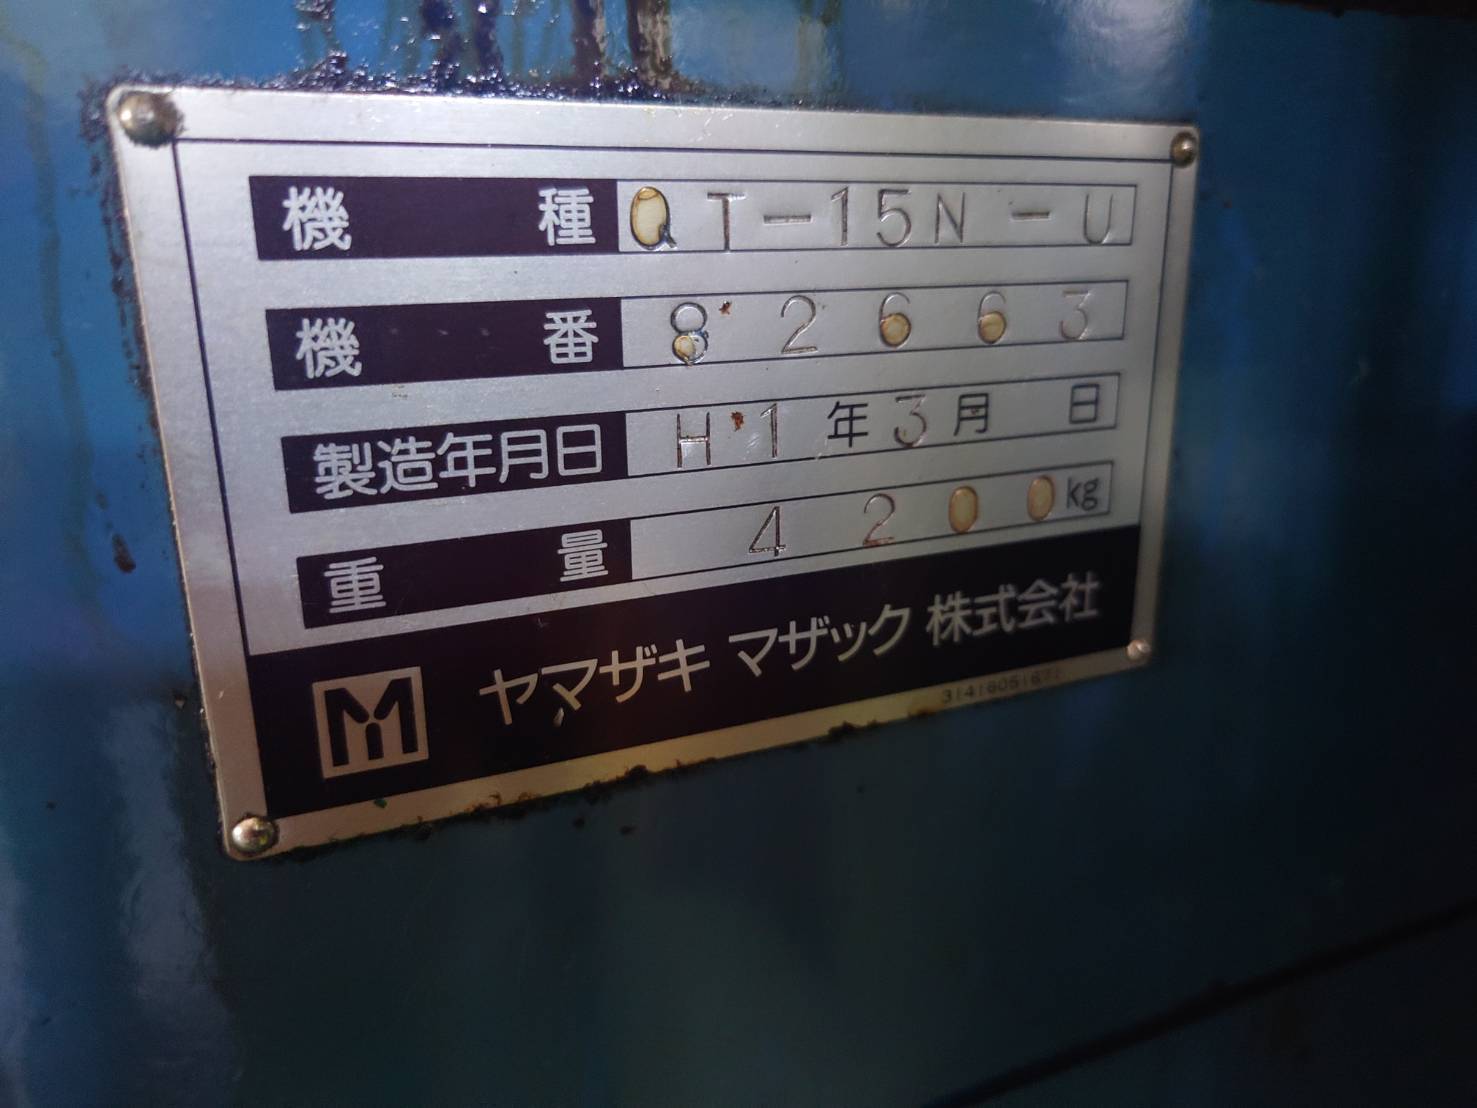 機種 QT-15N-U
機番 82663
製造年月日 H1年3月 日
重量 4200kg
M ヤマザキ マザック 株式会社